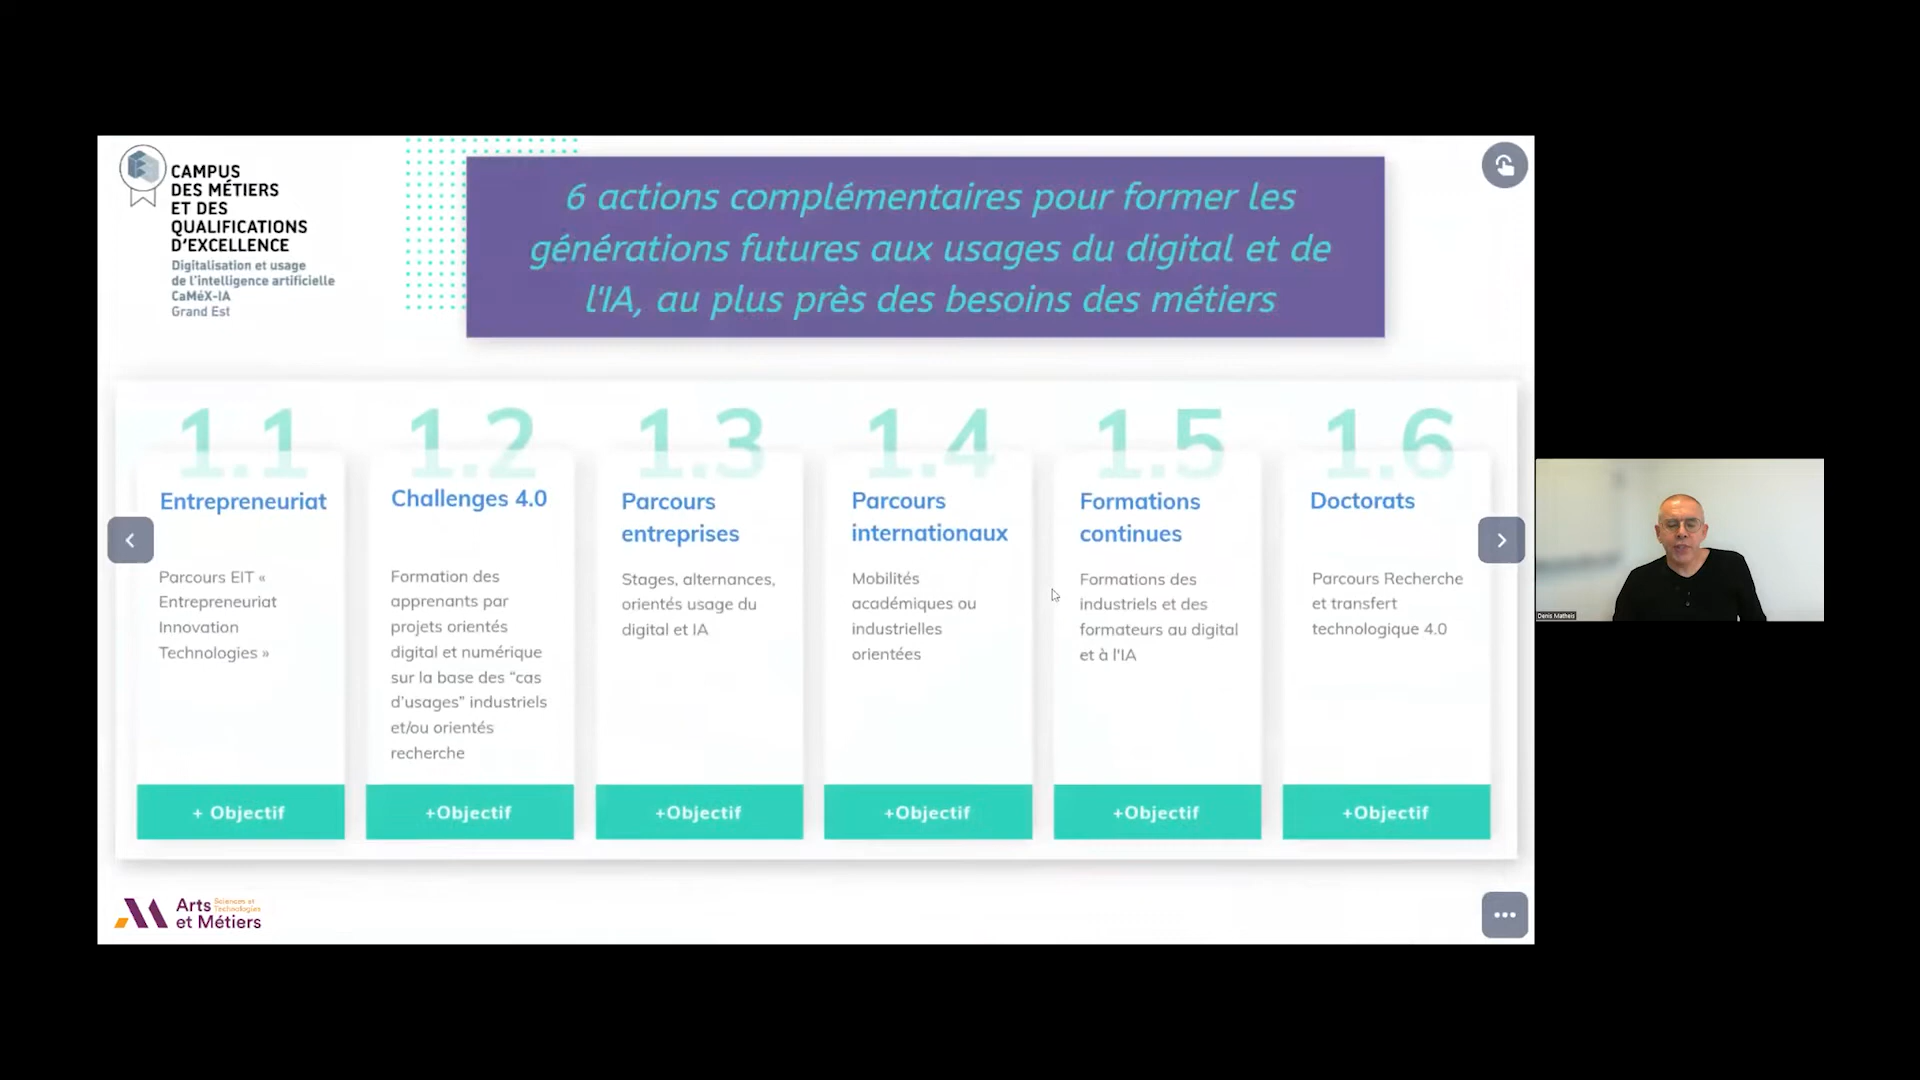 CAMPUS
DES MÉTIERS
ET DES
QUALIFICATIONS
D'EXCELLENCE
Digitalisation et usage
de l'intelligence artificielle
CaMéX-IA
Grand Est
6 actions complémentaires pour former les
générations futures aux usages du digital et de
l'IA, au plus près des besoins des métiers
1.1
Entrepreneuriat
Parcours EIT «
Entrepreneuriat
Innovation
Technologies »
+ Objectif
1.2
Challenges 4.0
Formation des
apprenants par
projets orientés
digital et numérique
sur la base des “cas
d'usages” industriels
et/ou orientés
recherche
+Objectif
1.3
Parcours
entreprises
Stages, alternances,
orientés usage du
digital et IA
+Objectif
1.4
Parcours
internationaux
Mobilités
académiques ou
industrielles
orientées
+Objectif
1.5
Formations
continues
Formations des
industriels et des
formateurs au digital
et à l'IA
+Objectif
1.6
Doctorats
Parcours Recherche
et transfert
technologique 4.0
+Objectif
Arts Sciences et
Technologies
et Métiers
Denis Matheis